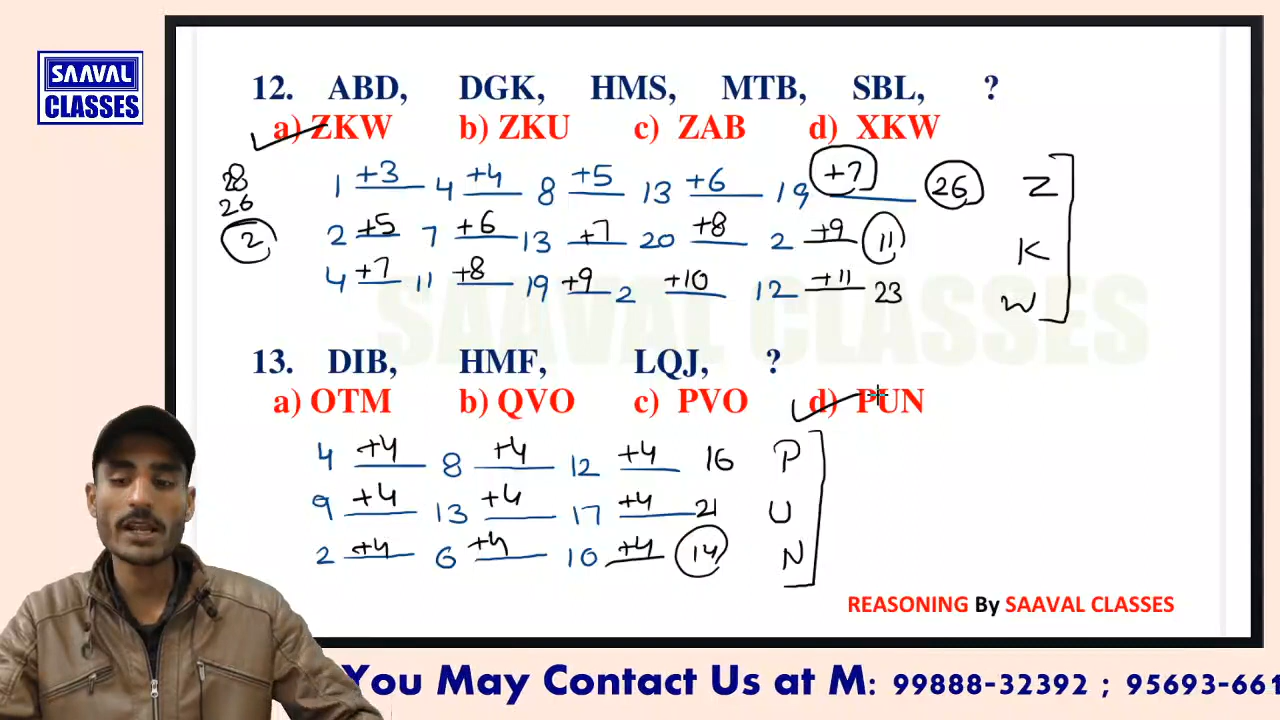 SAAVAL
CLASSES
12. ABD, DGK, HMS, MTB, SBL, ?
a) ZKW b) ZKU c) ZAB d) XKW
28
26
2
1 +3 4 +4 8 +5 13 +6 19 +7 26 Z
2 +5 7 +6 13 +7 20 +8 2 +9 11 K
4 +7 11 +8 19 +9 2 +10 12 +11 23 W
SAAVAL CLASSES
13. DIB, HMF, LQJ, ?
a) OTM b) QVO c) PVO d) PUN
4 +4 8 +4 12 +4 16 P
9 +4 13 +4 17 +4 21 U
2 +4 6 +4 10 +4 14 N
REASONING By SAAVAL CLASSES
You May Contact Us at M: 99888-32392 ; 95693-661